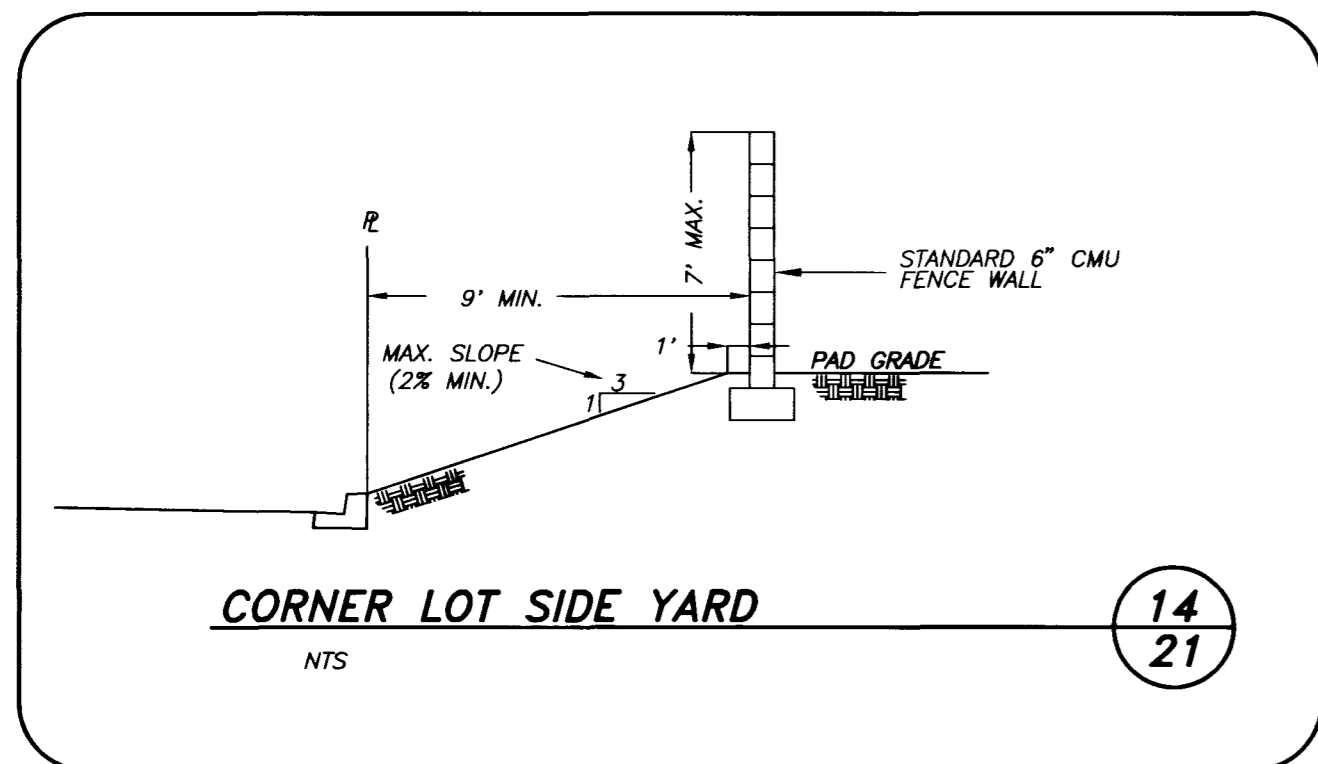 ℄
9' MIN.
7' MAX.
STANDARD 6" CMU
FENCE WALL
1'
PAD GRADE
MAX. SLOPE
(2% MIN.)
3
1
CORNER LOT SIDE YARD
NTS
14
21